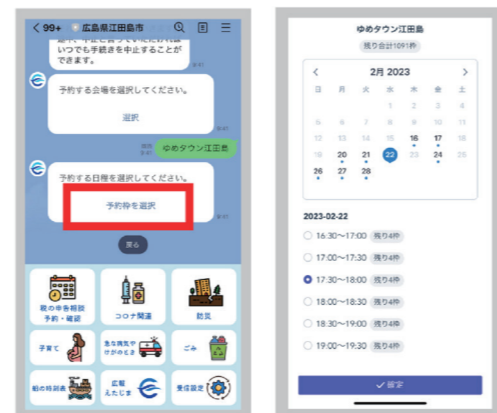 99+ 広島県江田島市
いつでも手続きを中止することが
できます。
予約する会場を選択してください。
選択
既読
ゆめタウン江田島
予約する日程を選択してください。
予約枠を選択
戻る
税の申告相談
予約・確認
コロナ関連
防災
子育て
急な病気や
けがのとき
ごみ
船の時刻表
広報
えたじま
受信設定
ゆめタウン江田島
残り合計1091枠
2月 2023
日 月 火 水 木 金 土
1 2 3 4
5 6 7 8 9 10 11
12 13 14 15 16 17 18
19 20 21 22 23 24 25
26 27 28
2023-02-22
16:30〜17:00 残り4枠
17:00〜17:30 残り4枠
17:30〜18:00 残り4枠
18:00〜18:30 残り4枠
18:30〜19:00 残り4枠
19:00〜19:30 残り4枠
確定